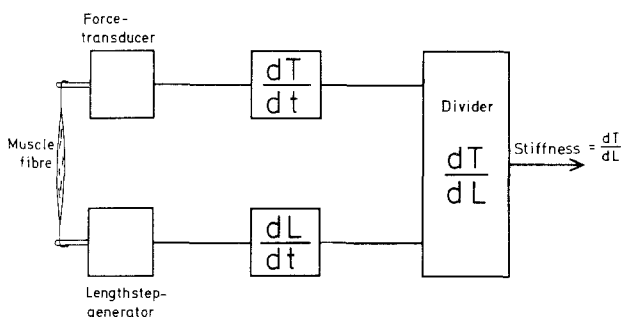 Force-
transducer
dT
dt
Divider
dT
dL
Stiffness = dT
dL
Muscle
fibre
dL
dt
Lengthstep-
generator